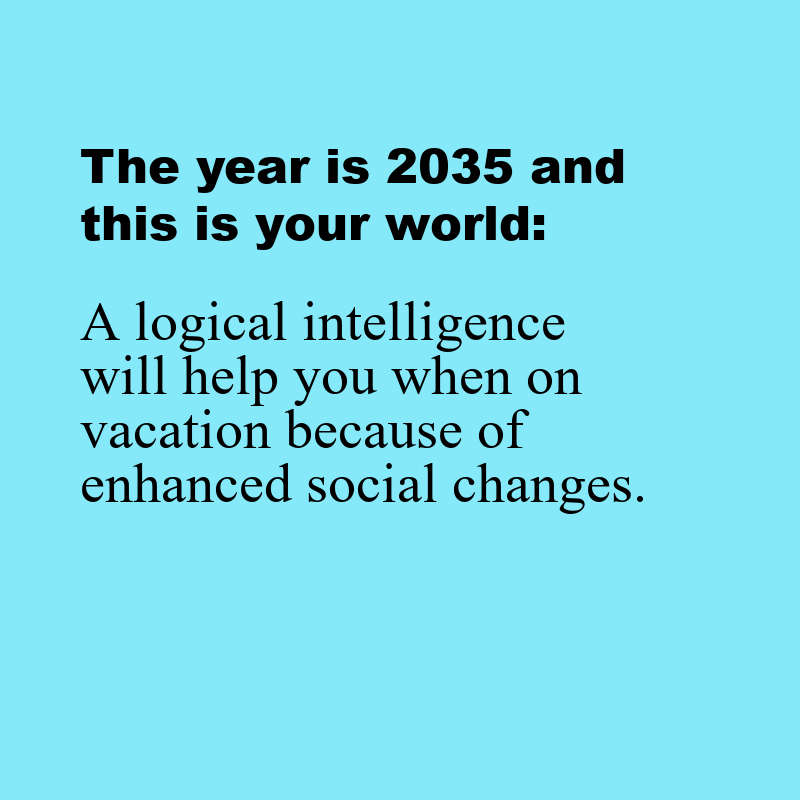 The year is 2035 and
this is your world:
A logical intelligence
will help you when on
vacation because of
enhanced social changes.